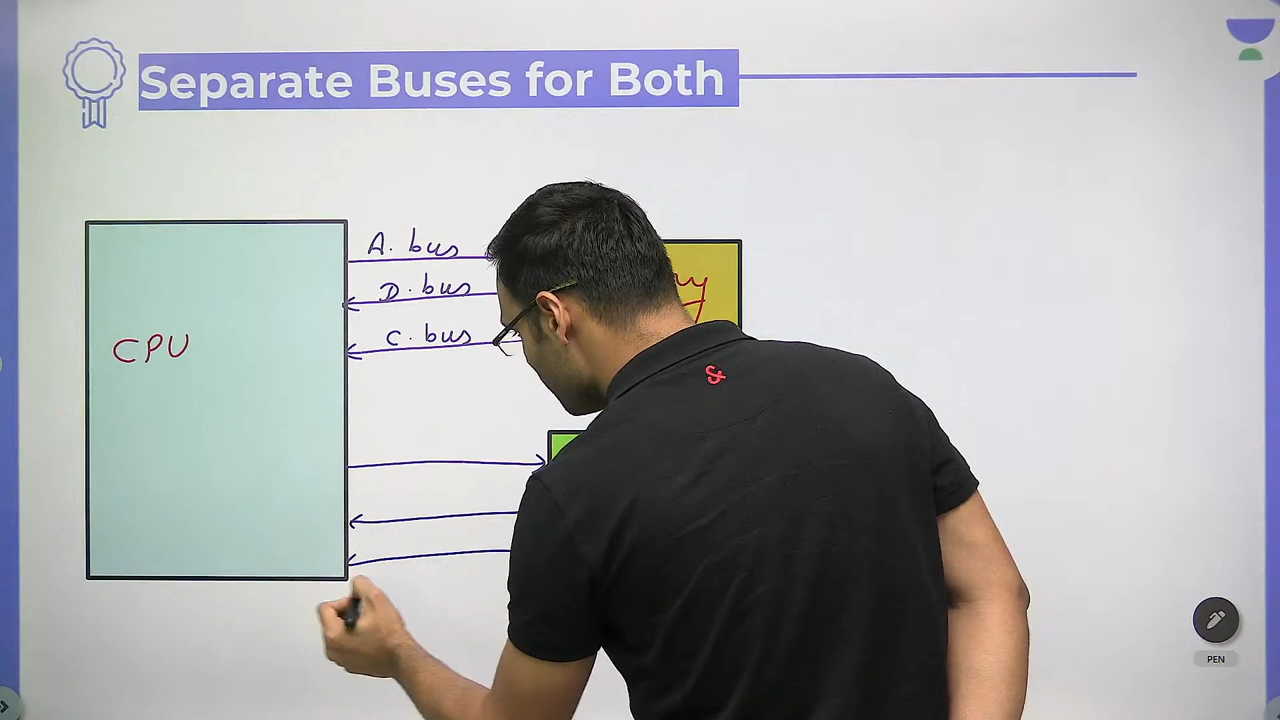 Separate Buses for Both
A. bus
D. bus
C. bus
CPU
PEN